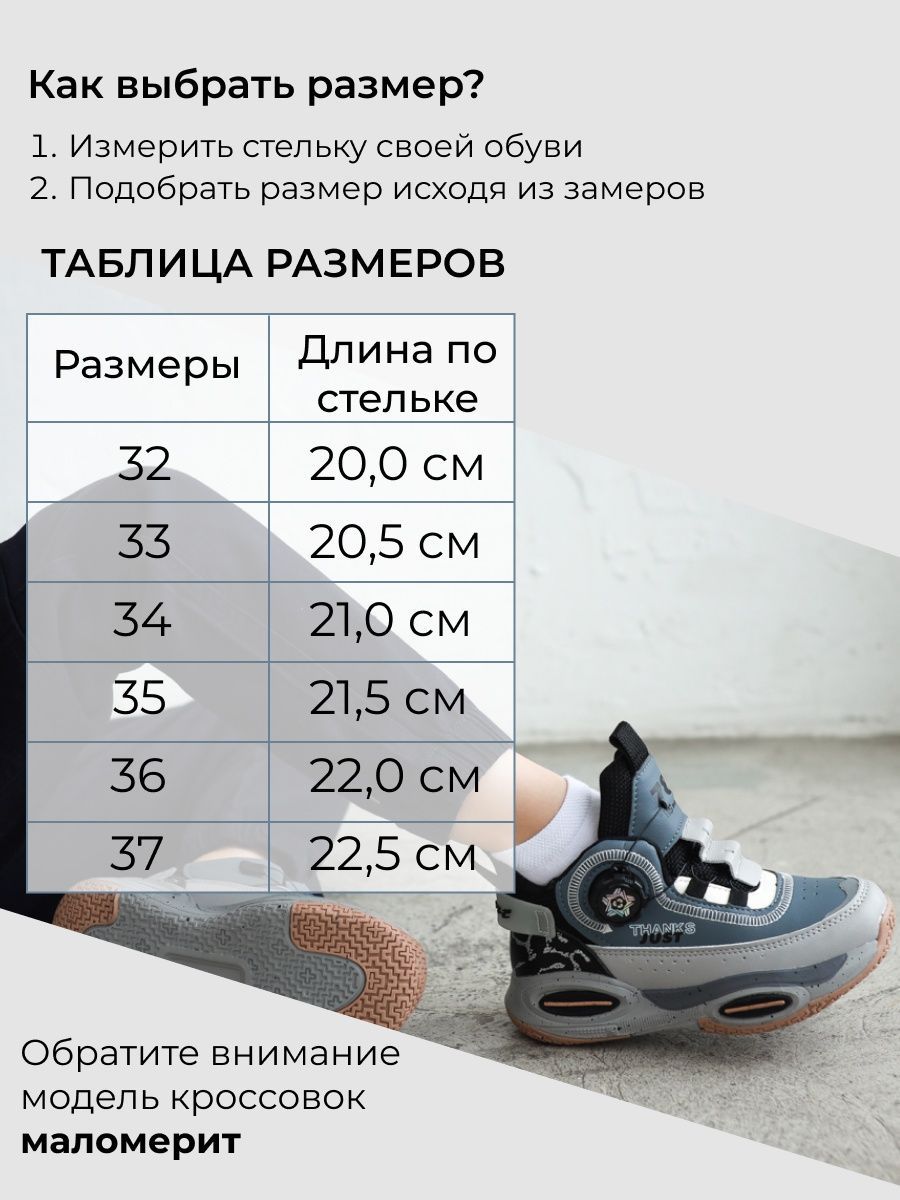 Как выбрать размер?
1. Измерить стельку своей обуви
2. Подобрать размер исходя из замеров
ТАБЛИЦА РАЗМЕРОВ
Размеры
Длина по
стельке
32 20,0 см
33 20,5 см
34 21,0 см
35 21,5 см
36 22,0 см
37 22,5 см
THANKS
JUST
Обратите внимание
модель кроссовок
маломерит